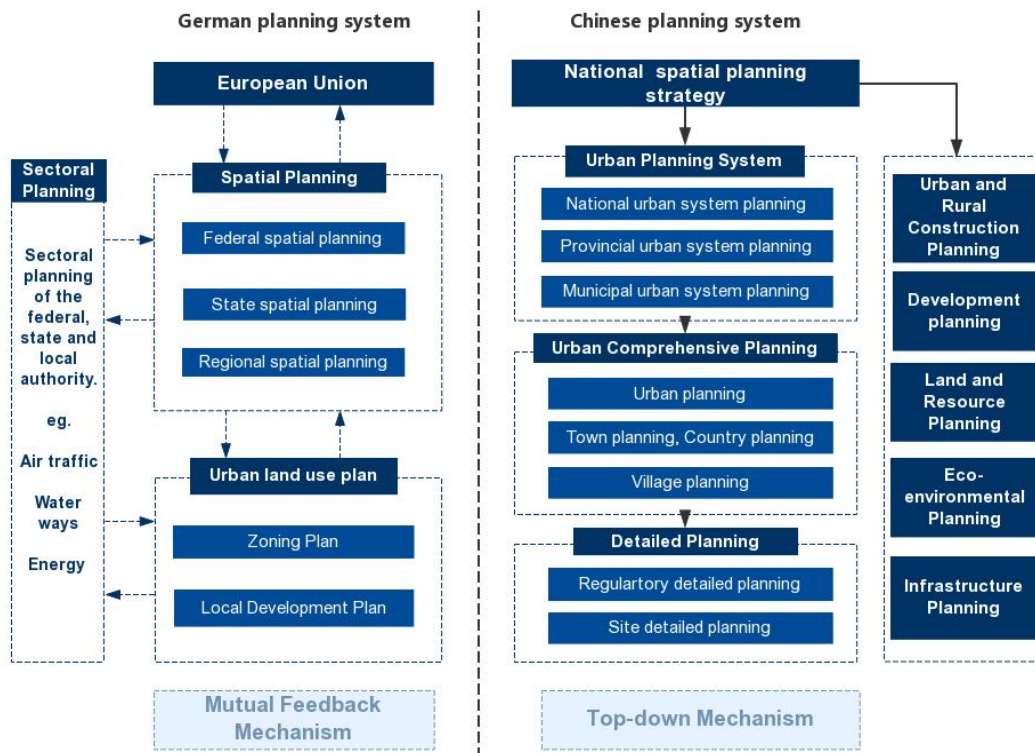 German planning system
European Union
Sectoral
Planning
Sectoral
planning
of the
federal,
state and
local
authority.
eg.
Air traffic
Water
ways
Energy
Spatial Planning
Federal spatial planning
State spatial planning
Regional spatial planning
Urban land use plan
Zoning Plan
Local Development Plan
Mutual Feedback
Mechanism
Chinese planning system
National spatial planning
strategy
Urban Planning System
National urban system planning
Provincial urban system planning
Municipal urban system planning
Urban Comprehensive Planning
Urban planning
Town planning, Country planning
Village planning
Detailed Planning
Regulartory detailed planning
Site detailed planning
Top-down Mechanism
Urban and
Rural
Construction
Planning
Development
planning
Land and
Resource
Planning
Eco-
environmental
Planning
Infrastructure
Planning